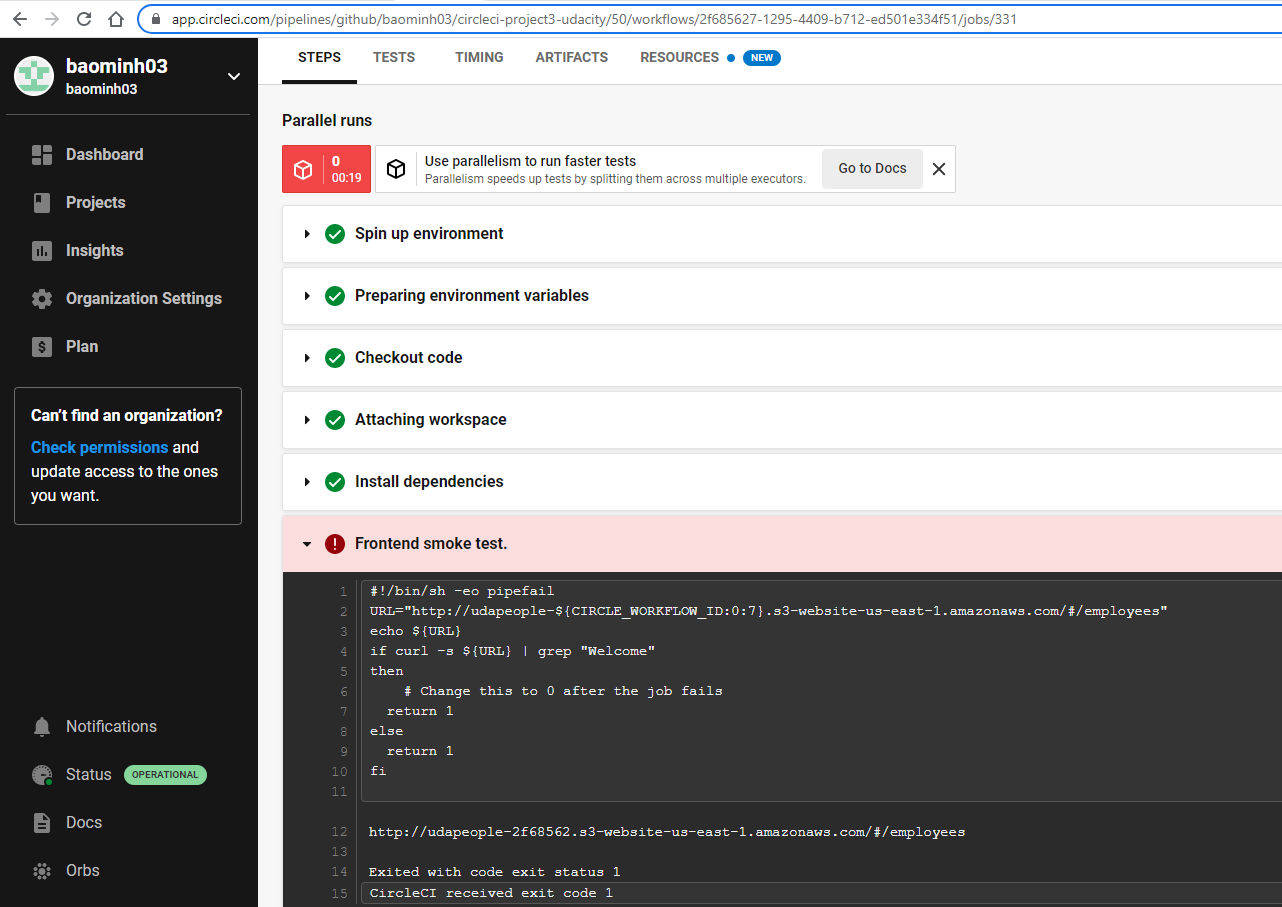 app.circleci.com/pipelines/github/baominh03/circleci-project3-udacity/50/workflows/2f685627-1295-4409-b712-ed501e334f51/jobs/331
baominh03
baominh03
Dashboard
Projects
Insights
Organization Settings
Plan
Can't find an organization?
Check permissions and
update access to the ones
you want.
Notifications
Status OPERATIONAL
Docs
Orbs
STEPS TESTS TIMING ARTIFACTS RESOURCES NEW
Parallel runs
0
00:19
Use parallelism to run faster tests
Parallelism speeds up tests by splitting them across multiple executors.
Go to Docs
Spin up environment
Preparing environment variables
Checkout code
Attaching workspace
Install dependencies
Frontend smoke test.
1 #!/bin/sh -eo pipefail
2 URL="http://udapeople-${CIRCLE_WORKFLOW_ID:0:7}.s3-website-us-east-1.amazonaws.com/#/employees"
3 echo ${URL}
4 if curl -s ${URL} | grep "Welcome"
5 then
6 # Change this to 0 after the job fails
7 return 1
8 else
9 return 1
10 fi
11
12 http://udapeople-2f68562.s3-website-us-east-1.amazonaws.com/#/employees
13
14 Exited with code exit status 1
15 CircleCI received exit code 1